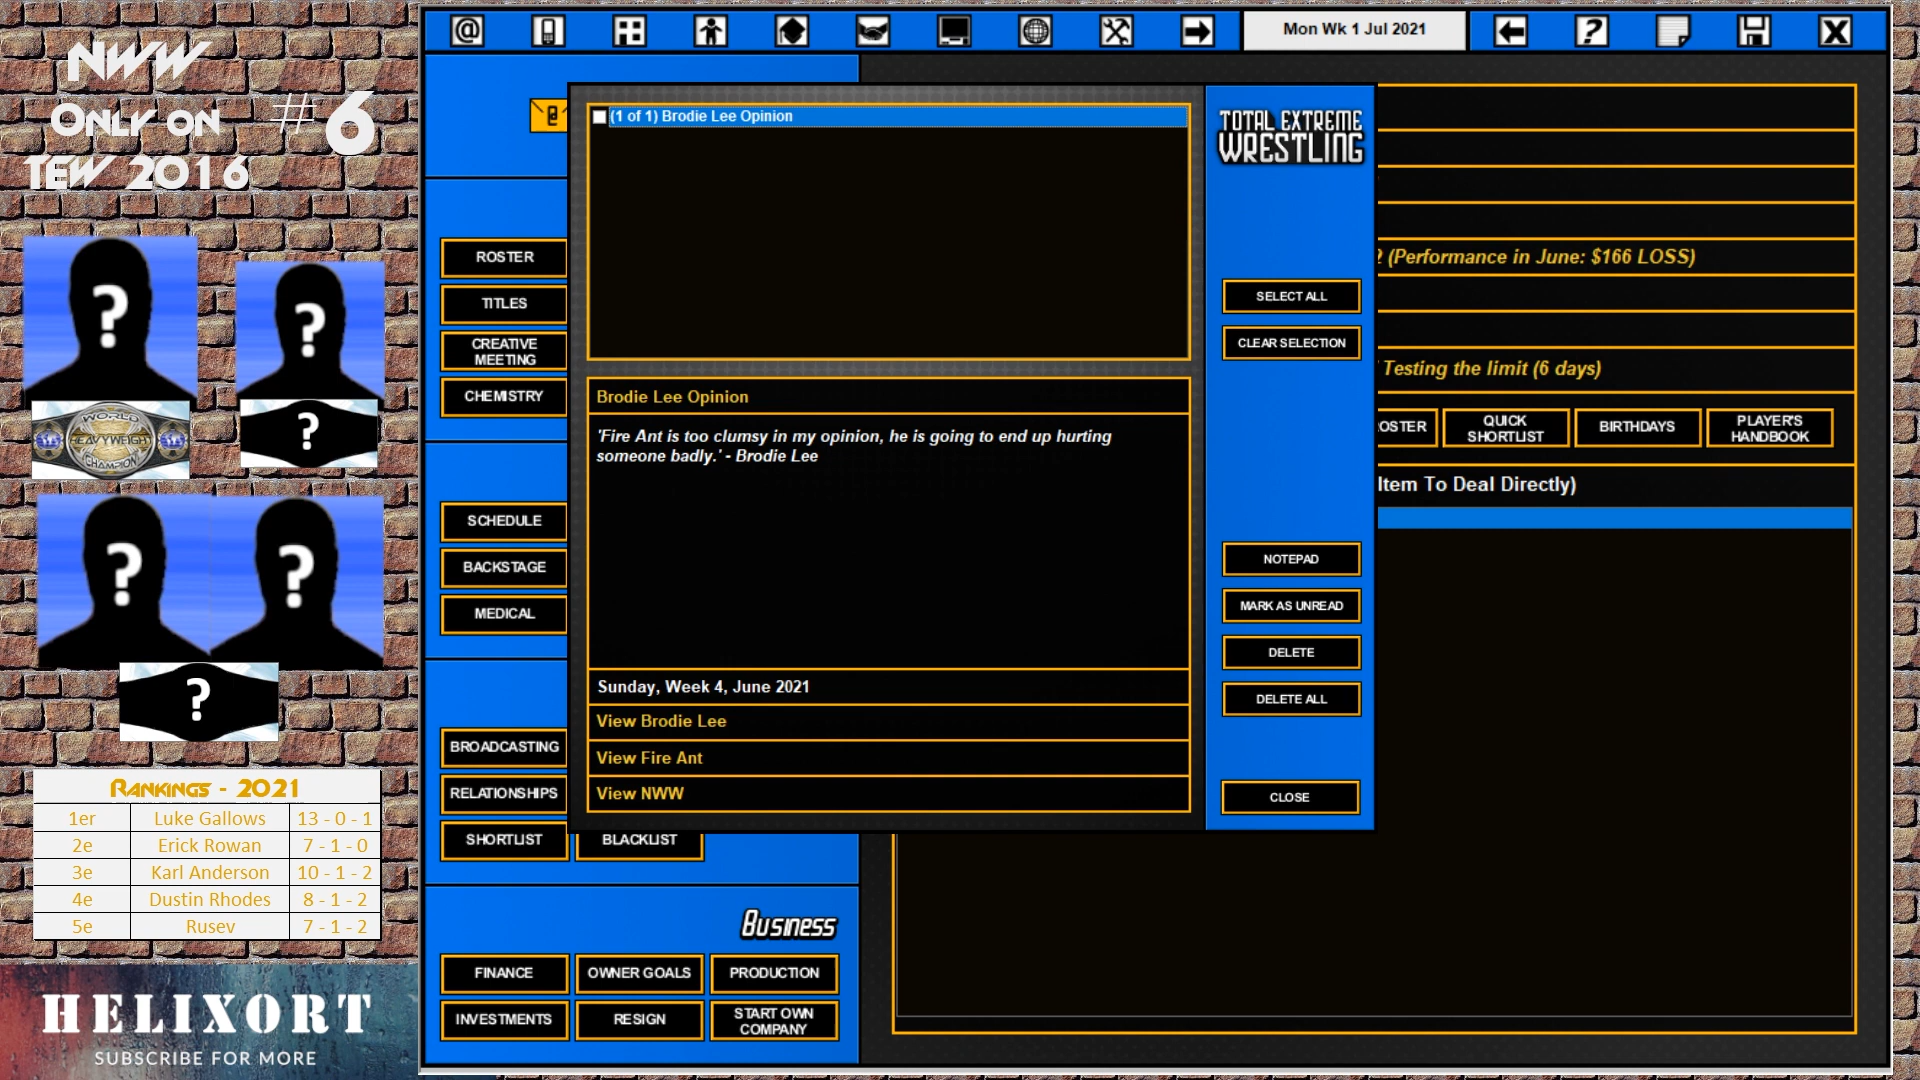 NWW
ONLY ON
TEW 2016
#6
?
?
WORLD
HEAVYWEIGHT
CHAMPION
?
?
?
?
RANKINGS - 2021
1er Luke Gallows 13 - 0 - 1
2e Erick Rowan 7 - 1 - 0
3e Karl Anderson 10 - 1 - 2
4e Dustin Rhodes 8 - 1 - 2
5e Rusev 7 - 1 - 2
HELIXORT
SUBSCRIBE FOR MORE
Mon Wk 1 Jul 2021
ROSTER
TITLES
CREATIVE
MEETING
CHEMISTRY
SCHEDULE
BACKSTAGE
MEDICAL
BROADCASTING
RELATIONSHIPS
SHORTLIST
BLACKLIST
Business
FINANCE
OWNER GOALS
PRODUCTION
INVESTMENTS
RESIGN
START OWN
COMPANY
(1 of 1) Brodie Lee Opinion
Brodie Lee Opinion
'Fire Ant is too clumsy in my opinion, he is going to end up hurting
someone badly.' - Brodie Lee
Sunday, Week 4, June 2021
View Brodie Lee
View Fire Ant
View NWW
TOTAL EXTREME
WRESTLING
SELECT ALL
CLEAR SELECTION
NOTEPAD
MARK AS UNREAD
DELETE
DELETE ALL
CLOSE
(Performance in June: $166 LOSS)
Testing the limit (6 days)
OSTER
QUICK
SHORTLIST
BIRTHDAYS
PLAYER'S
HANDBOOK
Item To Deal Directly)